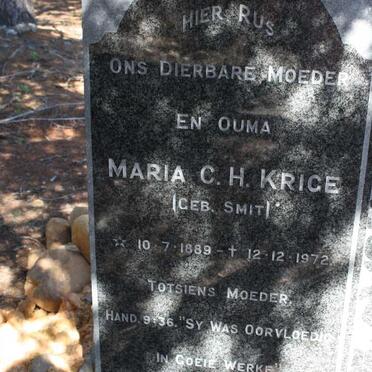 HIER RUS
ONS DIERBARE MOEDER
EN OUMA
MARIA C. H. KRIGE
(GEB. SMIT)
☆ 10-7-1889 - † 12-12-1972
TOTSIENS MOEDER.
HAND. 9:36. "SY WAS OORVLOEDIG
IN GOEIE WERKE"